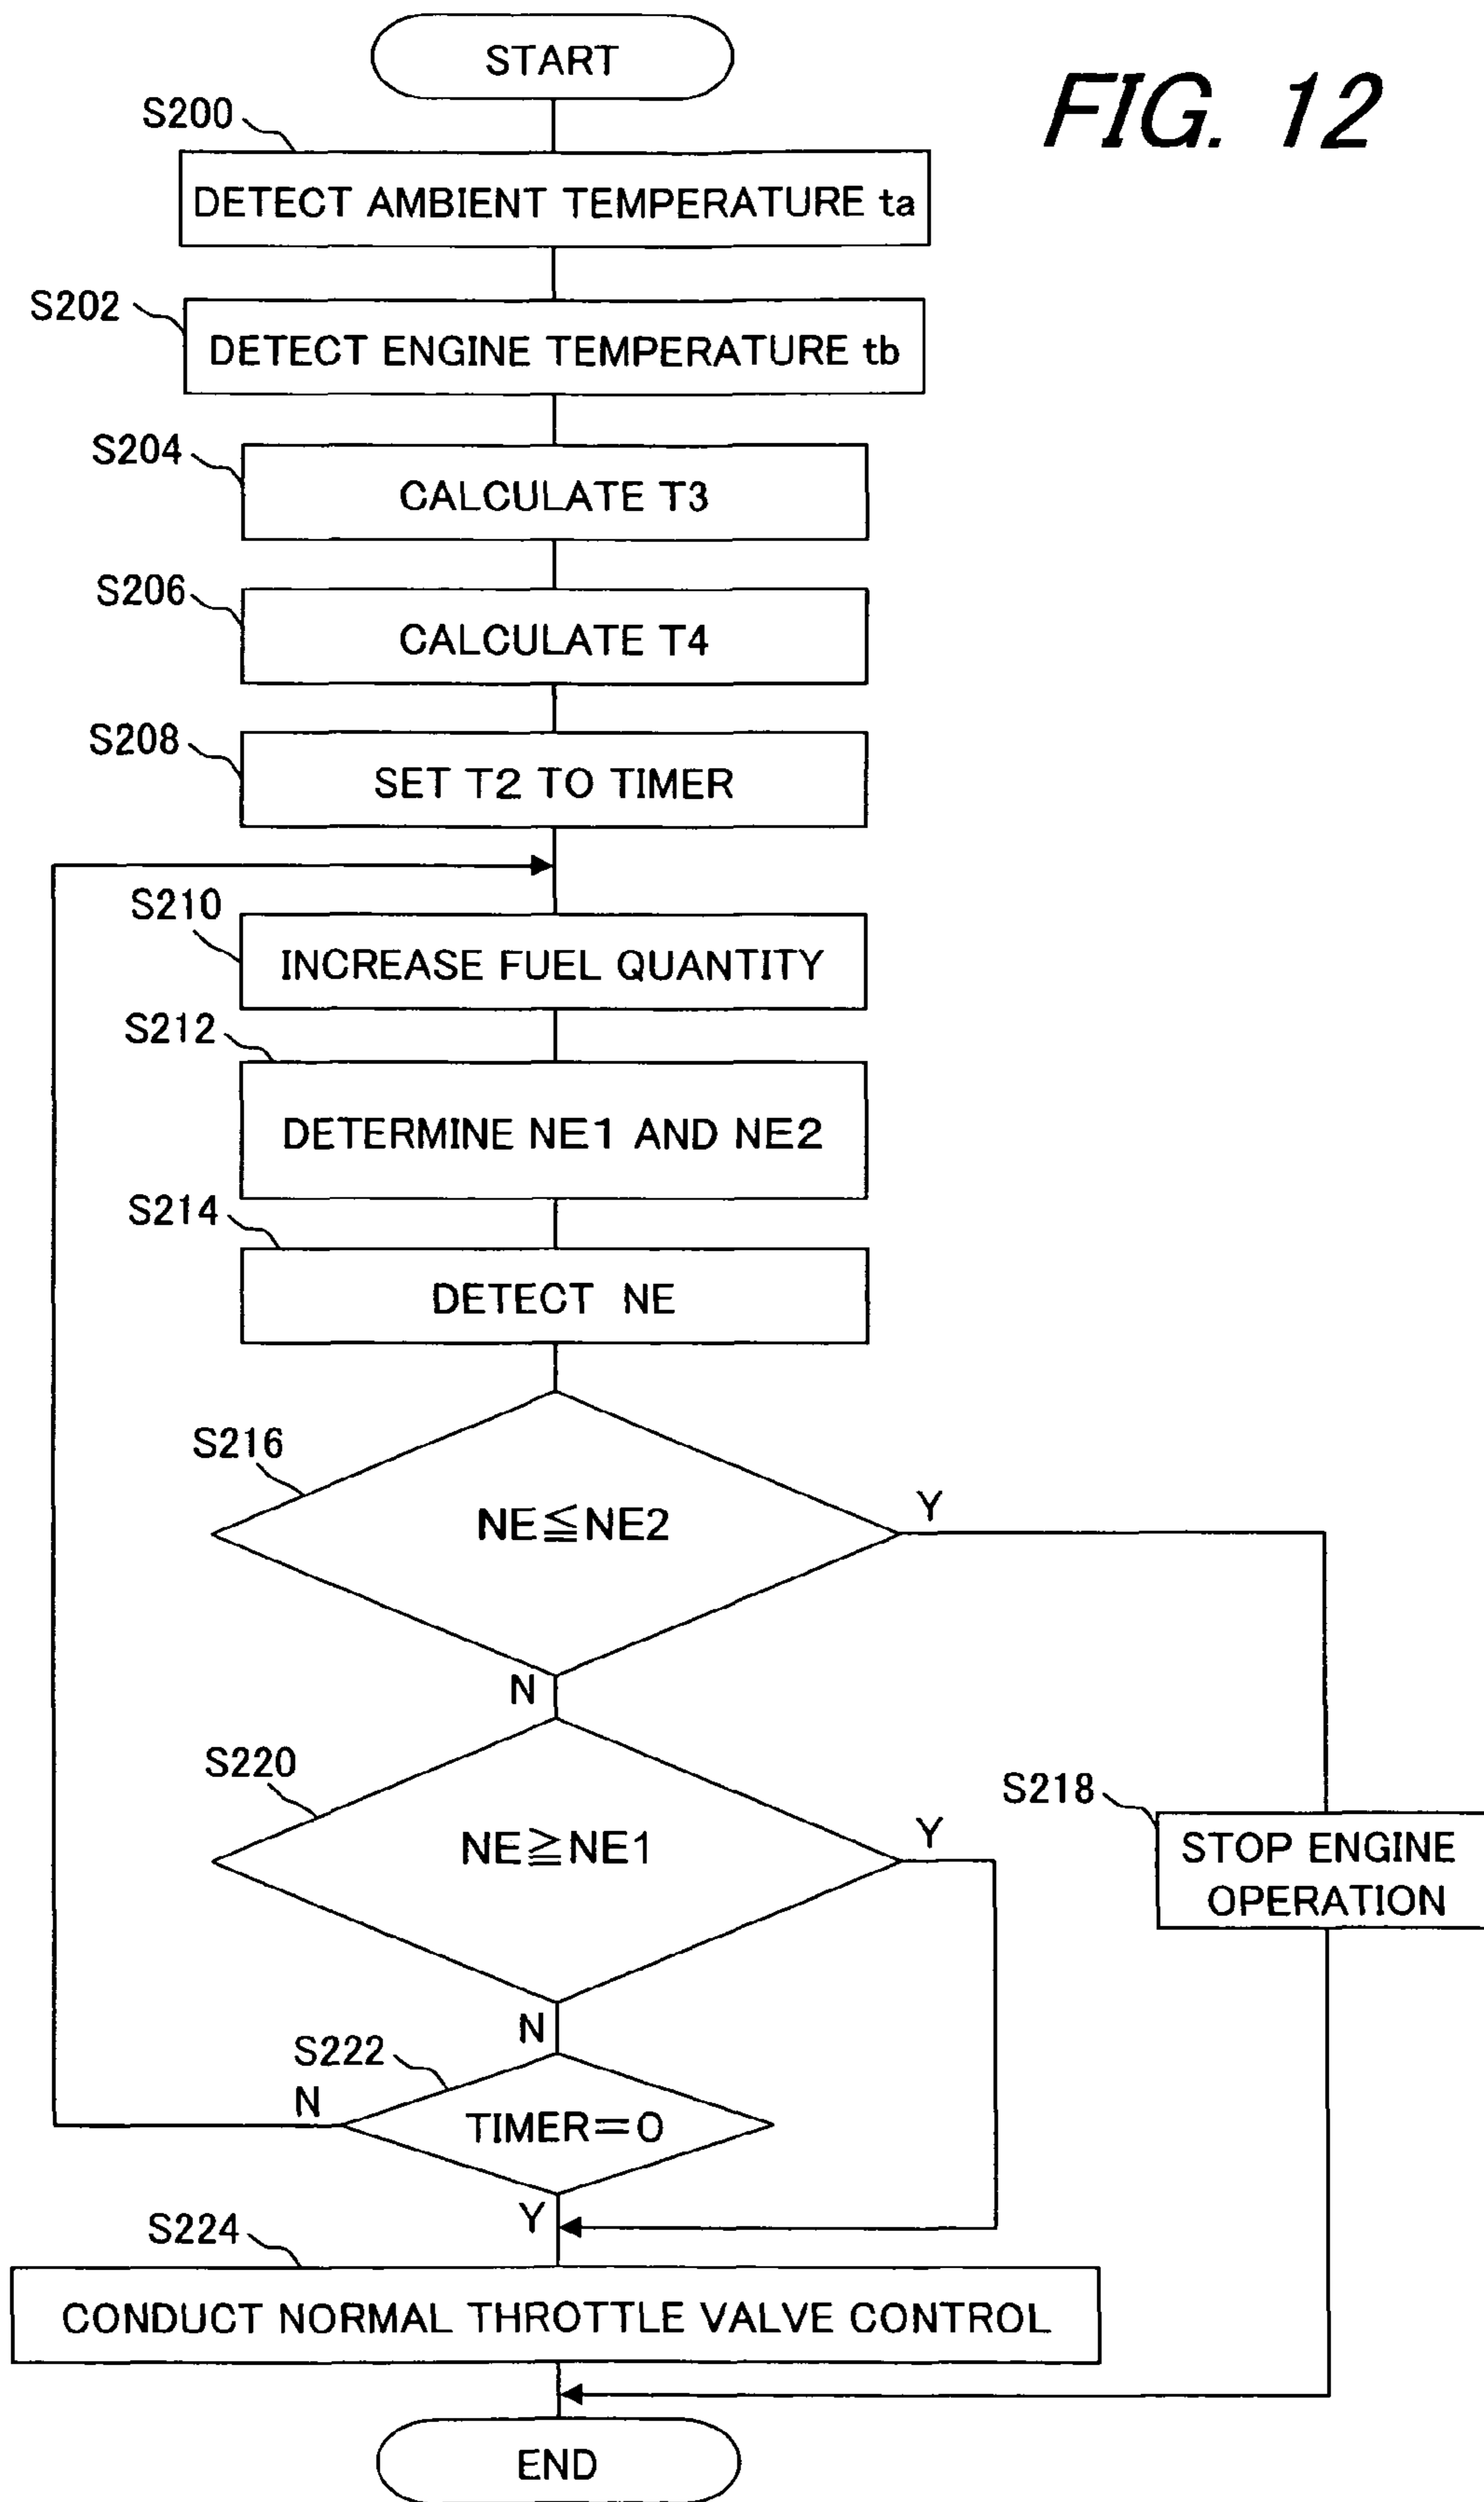 START
FIG. 12
S200
DETECT AMBIENT TEMPERATURE ta
S202
DETECT ENGINE TEMPERATURE tb
S204
CALCULATE T3
S206
CALCULATE T4
S208
SET T2 TO TIMER
S210
INCREASE FUEL QUANTITY
S212
DETERMINE NE1 AND NE2
S214
DETECT NE
S216
NE≦NE2
Y
N
S220
NE≧NE1
Y
S218
STOP ENGINE
OPERATION
N
S222
N
TIMER=0
Y
S224
CONDUCT NORMAL THROTTLE VALVE CONTROL
END